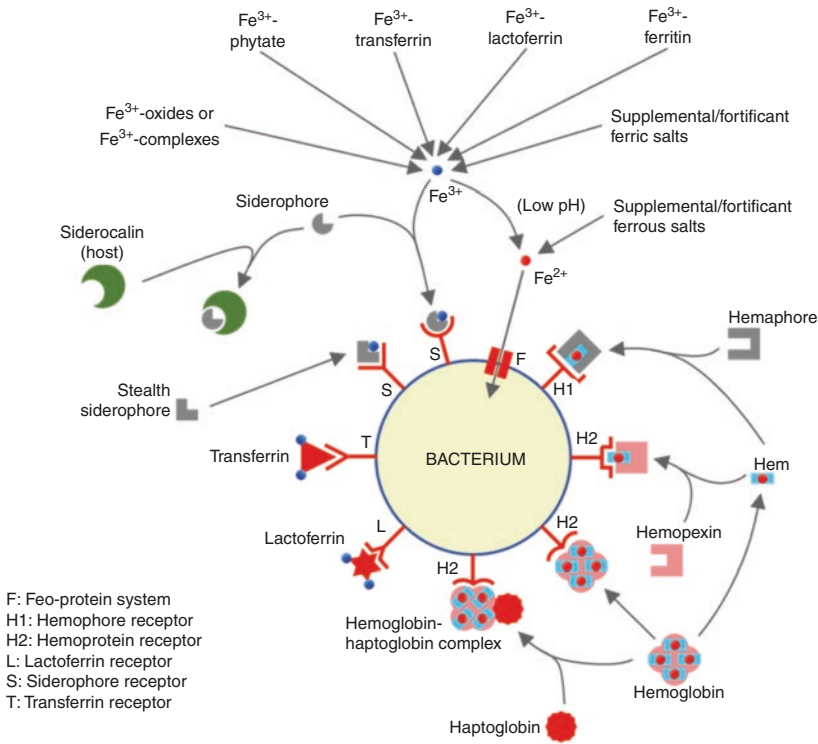 Fe³⁺-
phytate
Fe³⁺-
transferrin
Fe³⁺-
lactoferrin
Fe³⁺-
ferritin
Fe³⁺-oxides or
Fe³⁺-complexes
Supplemental/fortificant
ferric salts
Fe³⁺
(Low pH)
Supplemental/fortificant
ferrous salts
Siderophore
Siderocalin
(host)
Fe²⁺
Hemaphore
S
F
Stealth
siderophore
S
H1
Transferrin
T
BACTERIUM
H2
Hem
Lactoferrin
L
H2
Hemopexin
H2
Hemoglobin-
haptoglobin complex
Hemoglobin
Haptoglobin
F: Feo-protein system
H1: Hemophore receptor
H2: Hemoprotein receptor
L: Lactoferrin receptor
S: Siderophore receptor
T: Transferrin receptor